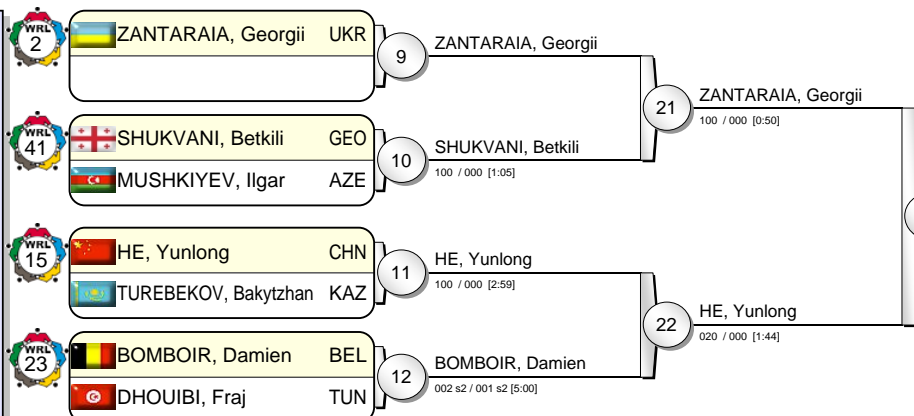 WRL
2
ZANTARAIA, Georgii UKR
9
ZANTARAIA, Georgii
21
ZANTARAIA, Georgii
100 / 000 [0:50]
WRL
41
SHUKVANI, Betkili GEO
MUSHKIYEV, Ilgar AZE
10
SHUKVANI, Betkili
100 / 000 [1:05]
WRL
15
HE, Yunlong CHN
TUREBEKOV, Bakytzhan KAZ
11
HE, Yunlong
100 / 000 [2:59]
22
HE, Yunlong
020 / 000 [1:44]
WRL
23
BOMBOIR, Damien BEL
DHOUIBI, Fraj TUN
12
BOMBOIR, Damien
002 s2 / 001 s2 [5:00]